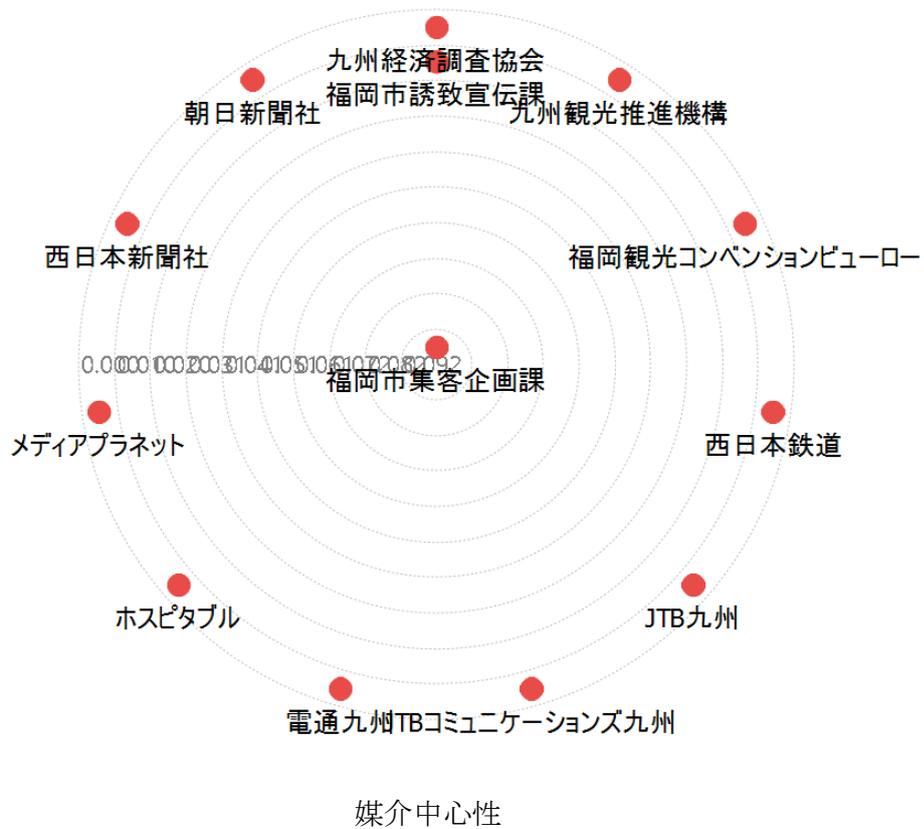 九州経済調査協会
福岡市誘致宣伝課
九州観光推進機構
朝日新聞社
西日本新聞社
福岡観光コンベンションビューロー
福岡市集客企画課
メディアプラネット
西日本鉄道
ホスピタブル
JTB九州
電通九州
JTBコミュニケーションズ九州
媒介中心性